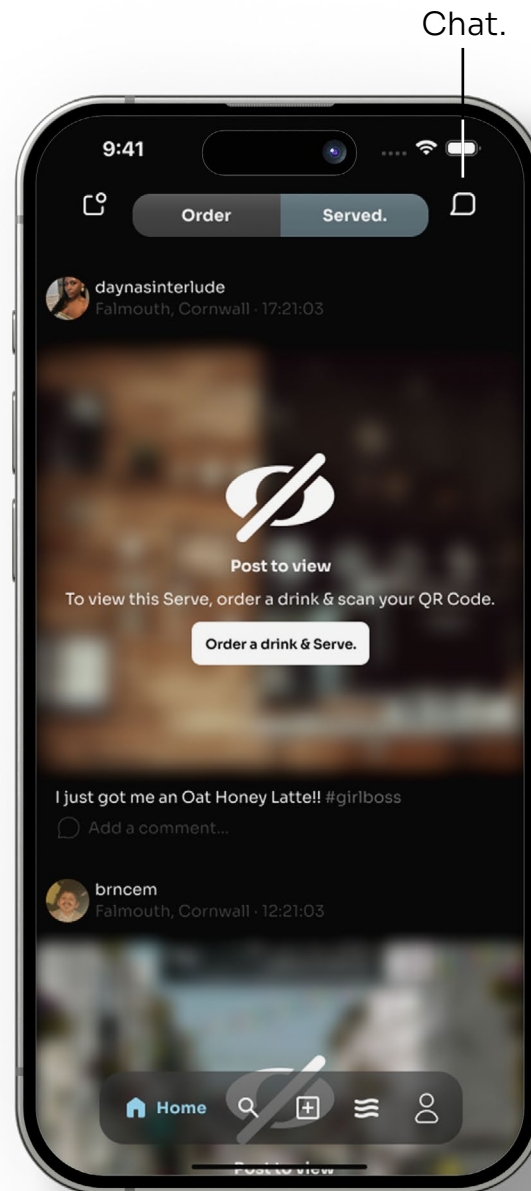 Chat.
9:41
Order Served.
daynasinterlude
Falmouth, Cornwall · 17:21:03
Post to view
To view this Serve, order a drink & scan your QR Code.
Order a drink & Serve.
I just got me an Oat Honey Latte!! #girlboss
Add a comment...
brncem
Falmouth, Cornwall · 12:21:03
Home
Post to view